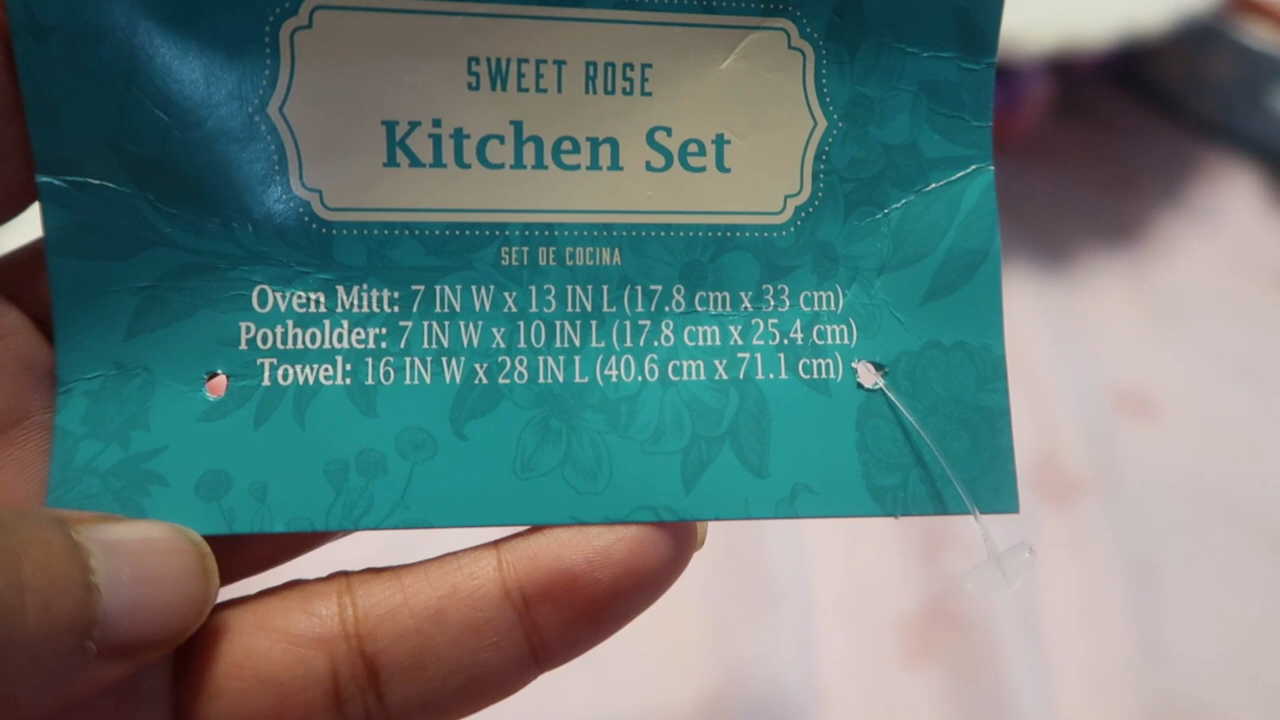 SWEET ROSE
Kitchen Set
SET DE COCINA
Oven Mitt: 7 IN W x 13 IN L (17.8 cm x 33 cm)
Potholder: 7 IN W x 10 IN L (17.8 cm x 25.4 cm)
Towel: 16 IN W x 28 IN L (40.6 cm x 71.1 cm)